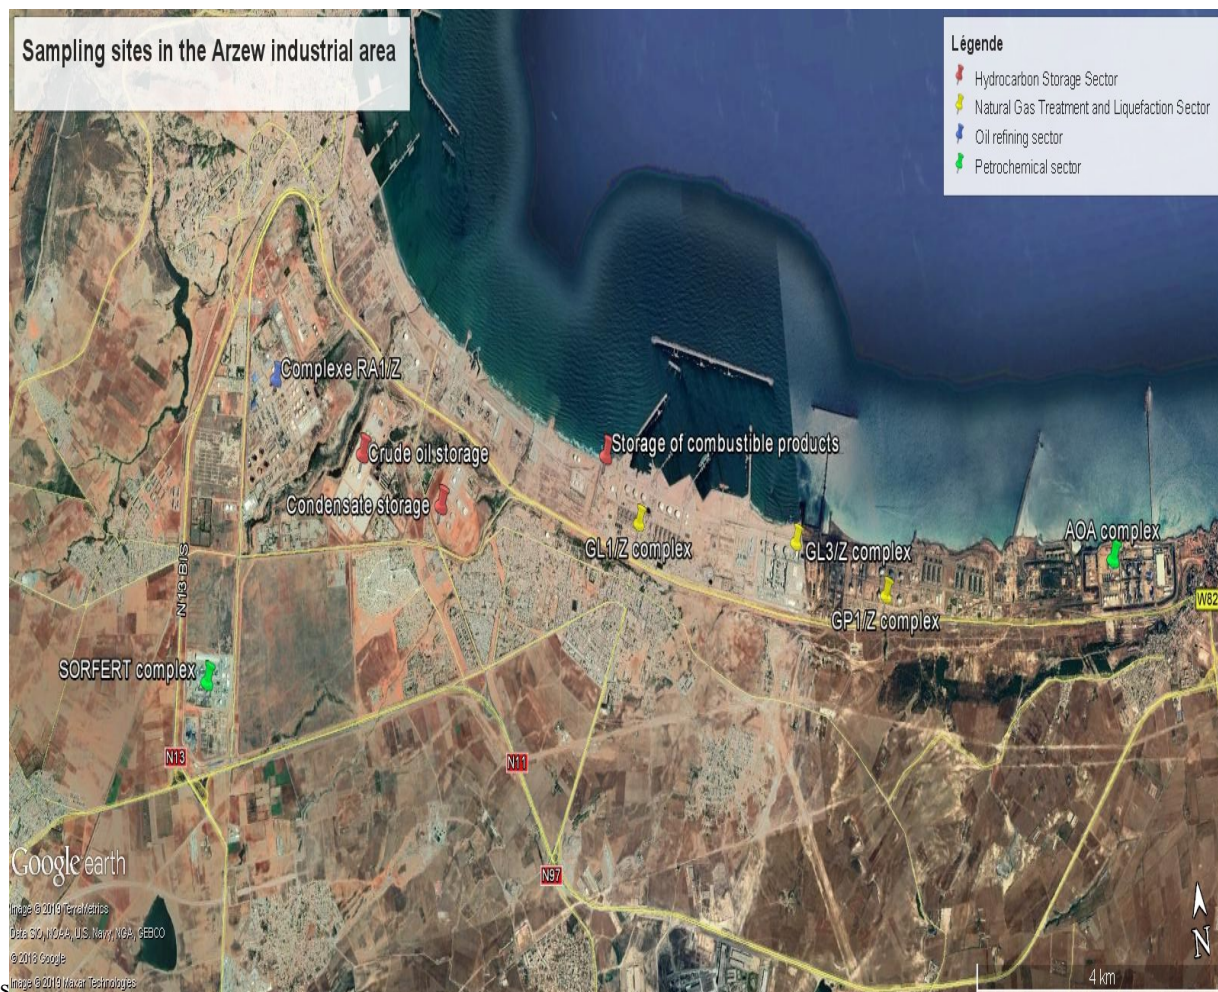 Sampling sites in the Arzew industrial area
Légende
Hydrocarbon Storage Sector
Natural Gas Treatment and Liquefaction Sector
Oil refining sector
Petrochemical sector
Complexe RA1/Z
Crude oil storage
Storage of combustible products
Condensate storage
GL1/Z complex
GL3/Z complex
AOA complex
GP1/Z complex
W82
N 13 BIS
SORFERT complex
N13
N11
N97
Google earth
Image © 2019 TerraMetrics
Data SIO, NOAA, U.S. Navy, NGA, GEBCO
© 2018 Google
Image © 2019 Maxar Technologies
N
4 km
s